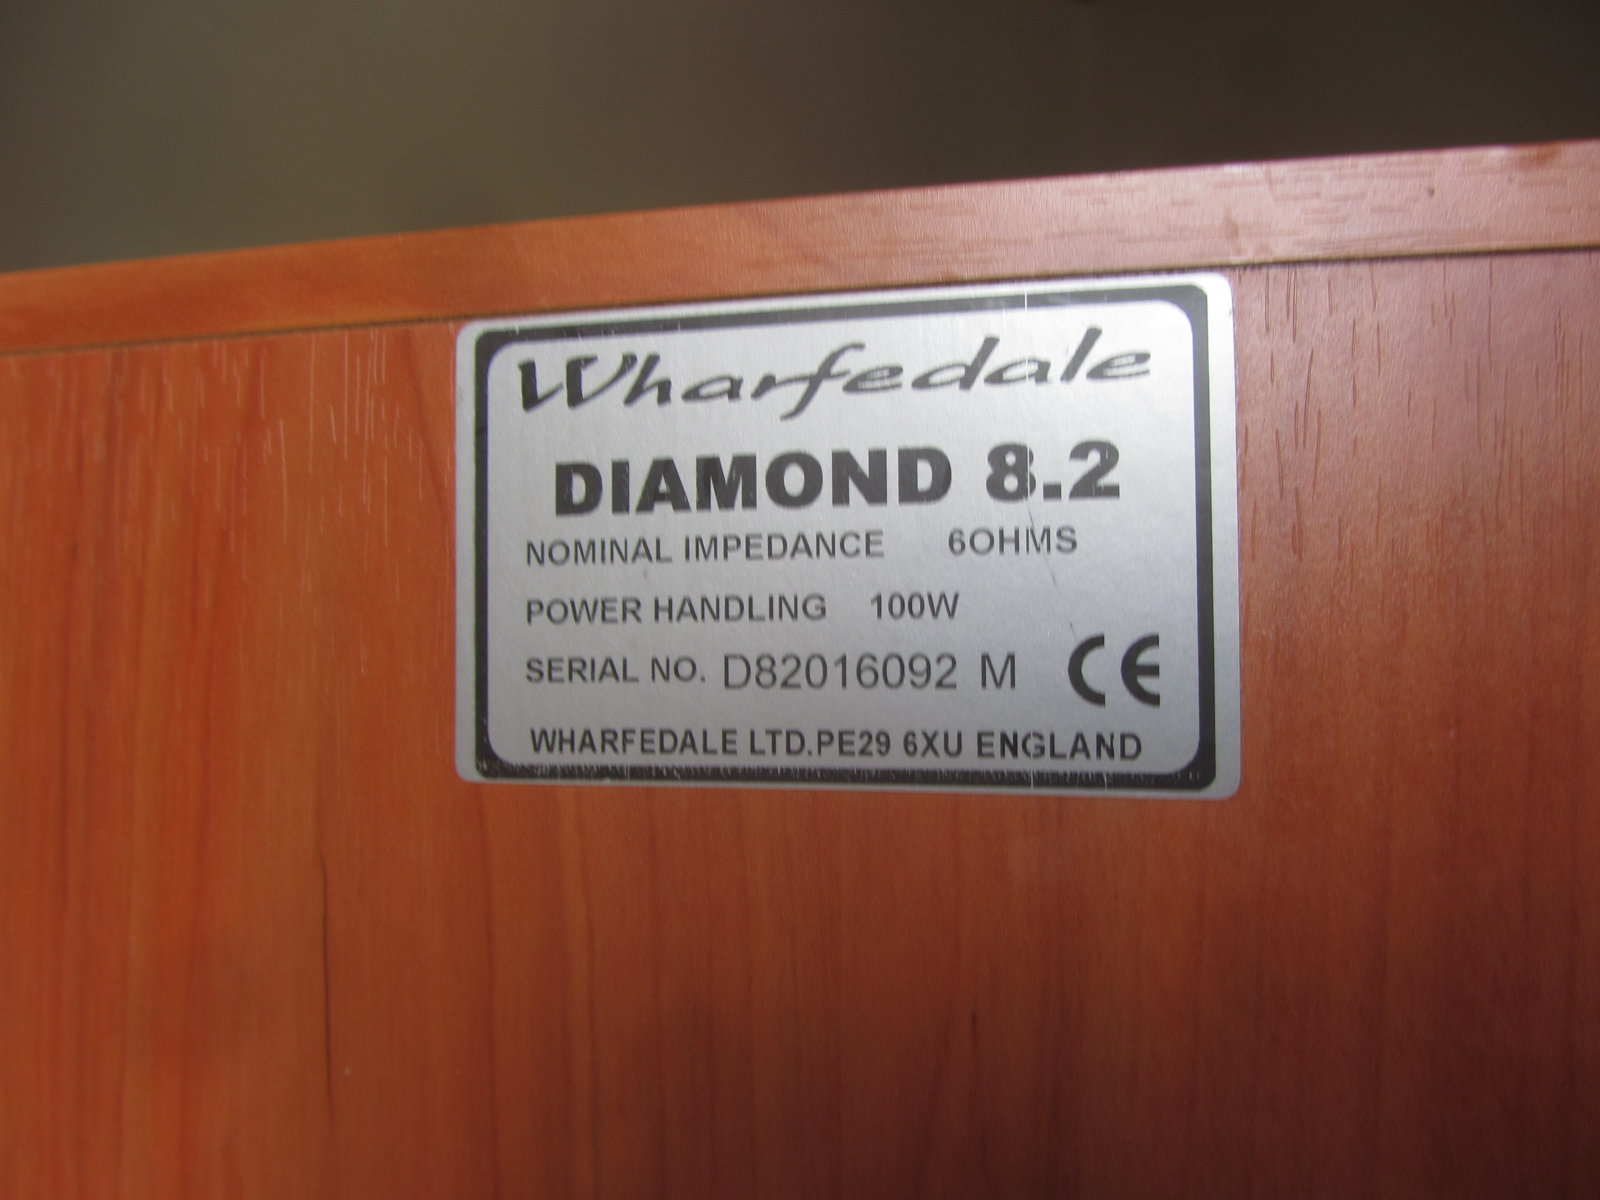 Wharfedale
DIAMOND 8.2
NOMINAL IMPEDANCE 6OHMS
POWER HANDLING 100W
SERIAL NO. D82016092 M CE
WHARFEDALE LTD.PE29 6XU ENGLAND